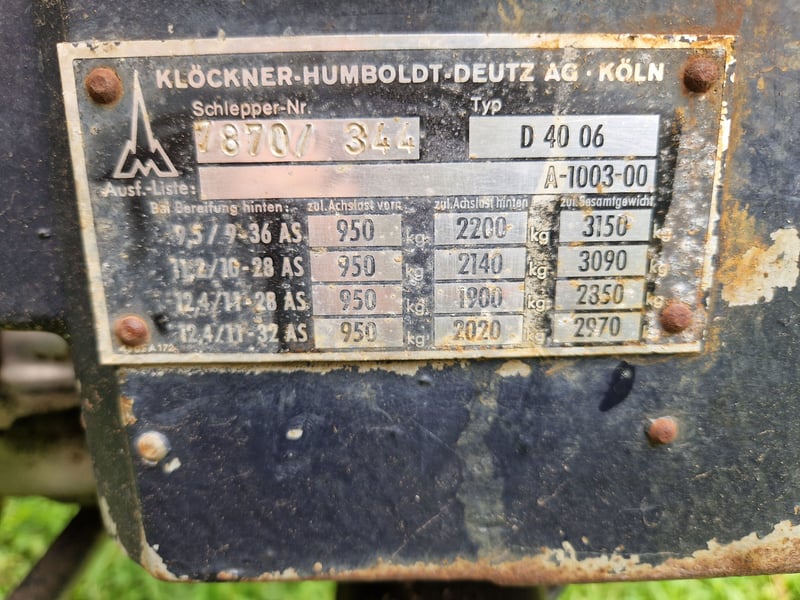 KLÖCKNER-HUMBOLDT-DEUTZ AG · KÖLN
Schlepper-Nr. Typ
7870/ 344 D 40 06
Ausf.-Liste: A-1003-00
Bei Bereifung hinten: zul. Achslast vorn zul. Achslast hinten zul. Gesamtgewicht
9,5/9-36 AS 950 kg 2200 kg 3150 kg
11,2/10-28 AS 950 kg 2140 kg 3090 kg
12,4/11-28 AS 950 kg 1900 kg 2850 kg
12,4/11-32 AS 950 kg 2020 kg 2970